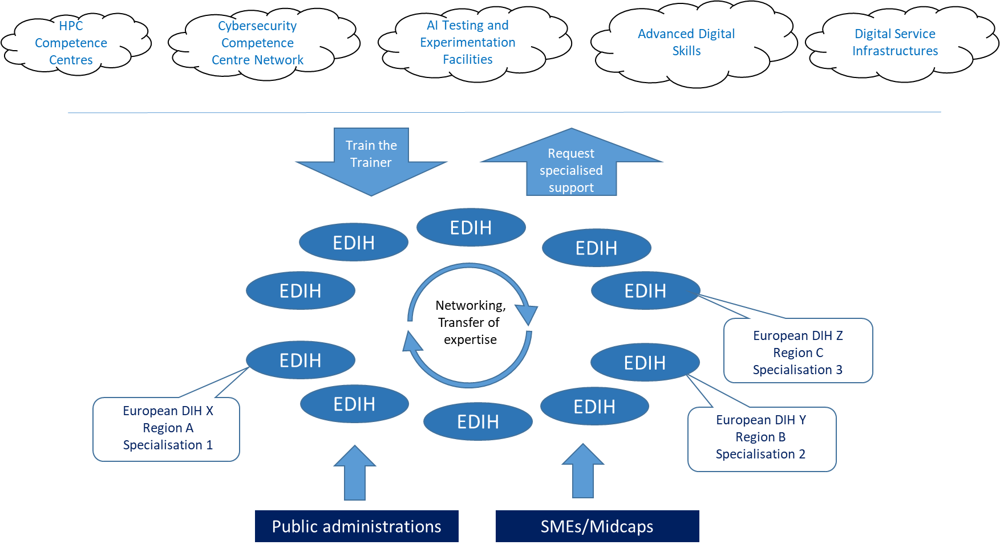 HPC
Competence
Centres
Cybersecurity
Competence
Centre Network
AI Testing and
Experimentation
Facilities
Advanced Digital
Skills
Digital Service
Infrastructures
Train the
Trainer
Request
specialised
support
EDIH
EDIH
EDIH
EDIH
EDIH
Networking,
Transfer of
expertise
European DIH Z
Region C
Specialisation 3
EDIH
EDIH
EDIH
EDIH
EDIH
European DIH X
Region A
Specialisation 1
European DIH Y
Region B
Specialisation 2
Public administrations
SMEs/Midcaps